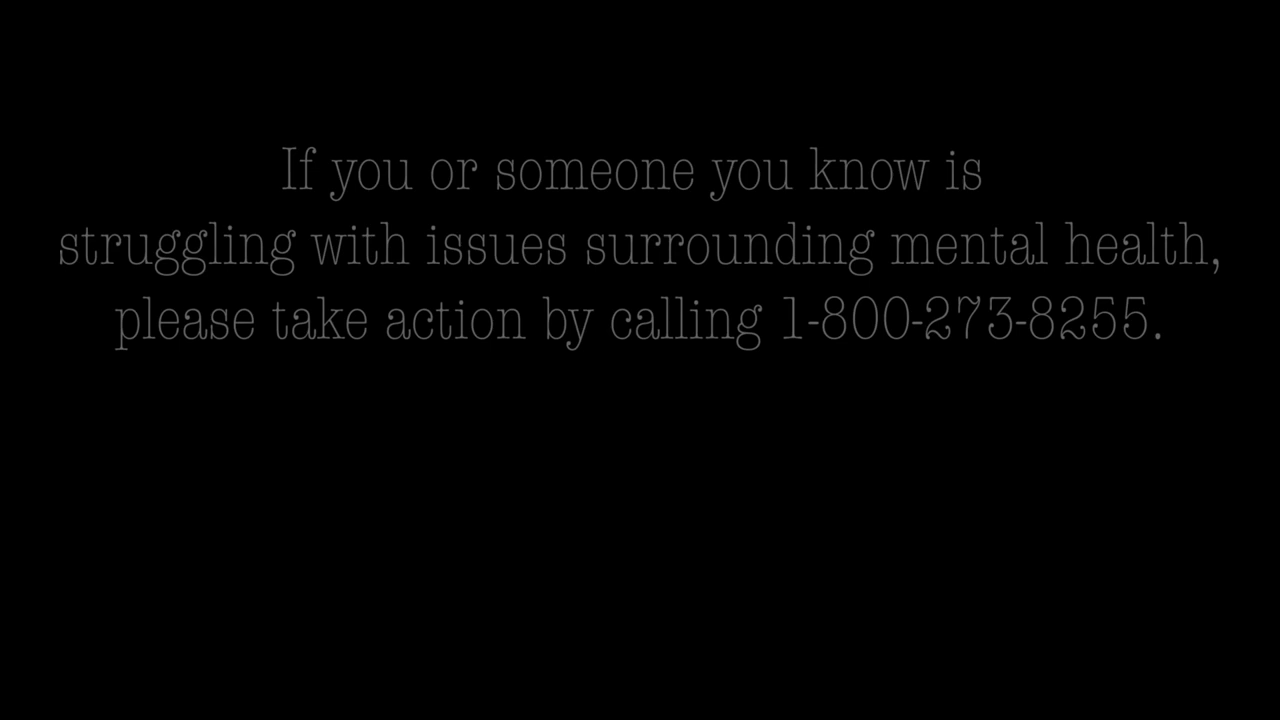 If you or someone you know is
struggling with issues surrounding mental health,
please take action by calling 1-800-273-8255.